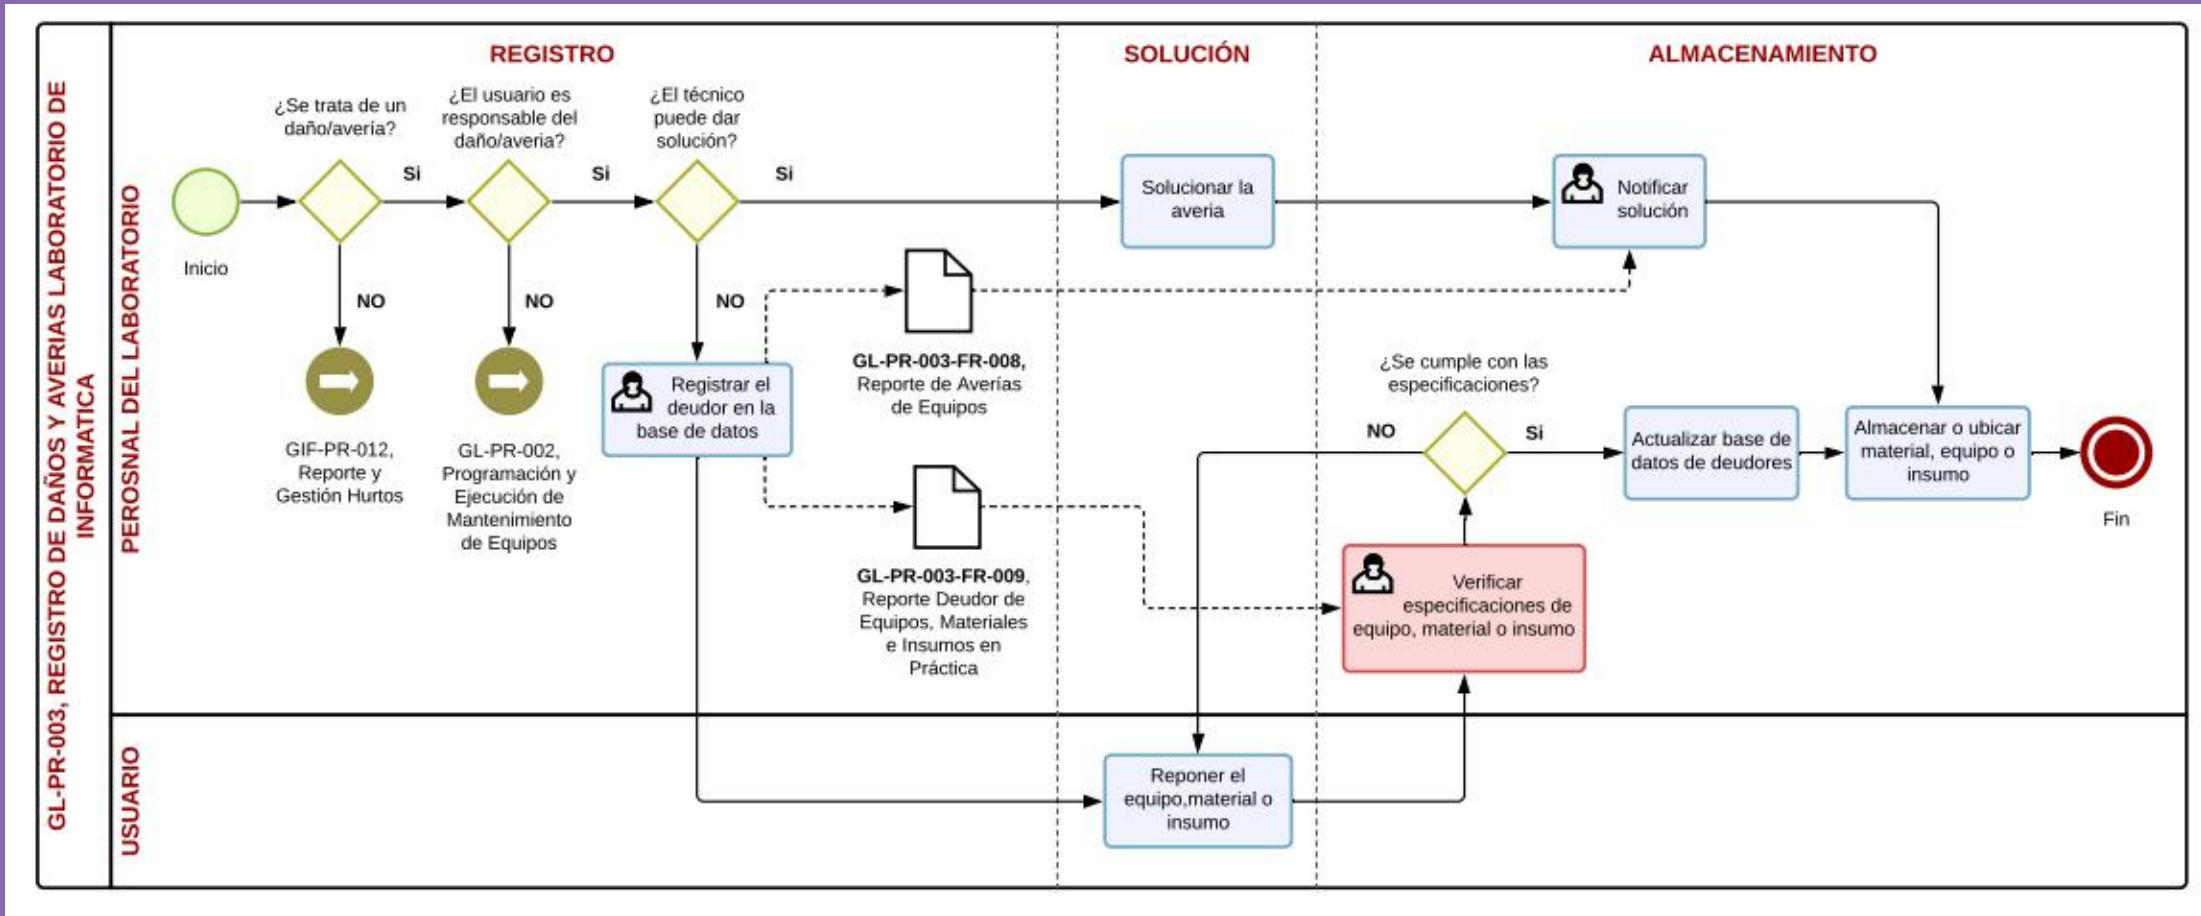 GL-PR-003, REGISTRO DE DAÑOS Y AVERIAS LABORATORIO DE
INFORMATICA
PEROSNAL DEL LABORATORIO
USUARIO
REGISTRO
SOLUCIÓN
ALMACENAMIENTO
Inicio
¿Se trata de un
daño/avería?
Si
NO
GIF-PR-012,
Reporte y
Gestión Hurtos
¿El usuario es
responsable del
daño/averia?
Si
NO
GL-PR-002,
Programación y
Ejecución de
Mantenimiento
de Equipos
¿El técnico
puede dar
solución?
Si
NO
Registrar el
deudor en la
base de datos
GL-PR-003-FR-008,
Reporte de Averías
de Equipos
GL-PR-003-FR-009,
Reporte Deudor de
Equipos, Materiales
e Insumos en
Práctica
Solucionar la
averia
Reponer el
equipo,material o
insumo
Notificar
solución
¿Se cumple con las
especificaciones?
NO
Si
Verificar
especificaciones de
equipo, material o insumo
Actualizar base de
datos de deudores
Almacenar o ubicar
material, equipo o
insumo
Fin